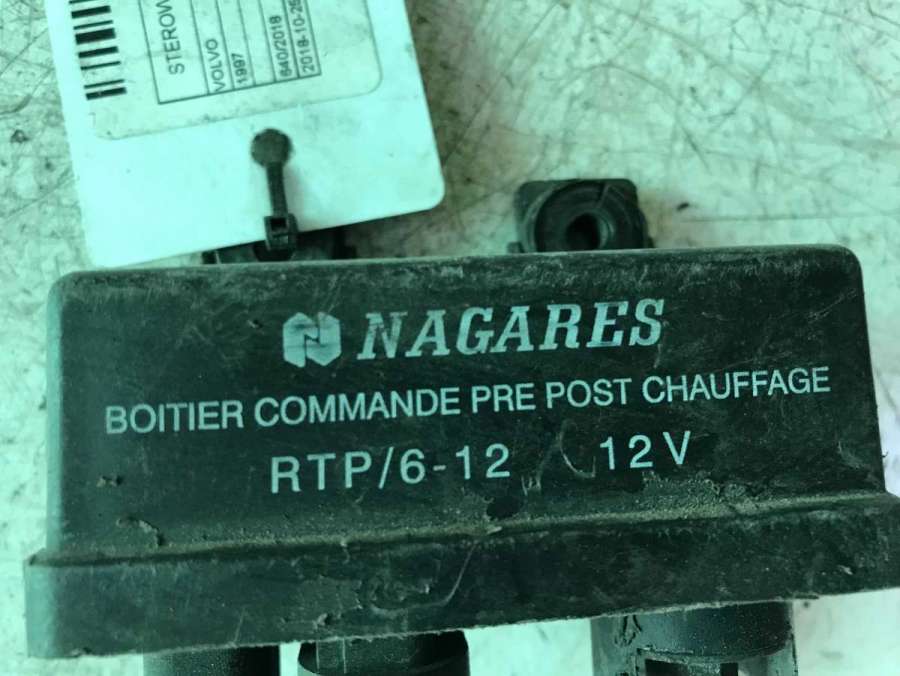 STEROW
VOLVO
1997
640/2018
2018-10-26
NAGARES
BOITIER COMMANDE PRE POST CHAUFFAGE
RTP/6-12 12V